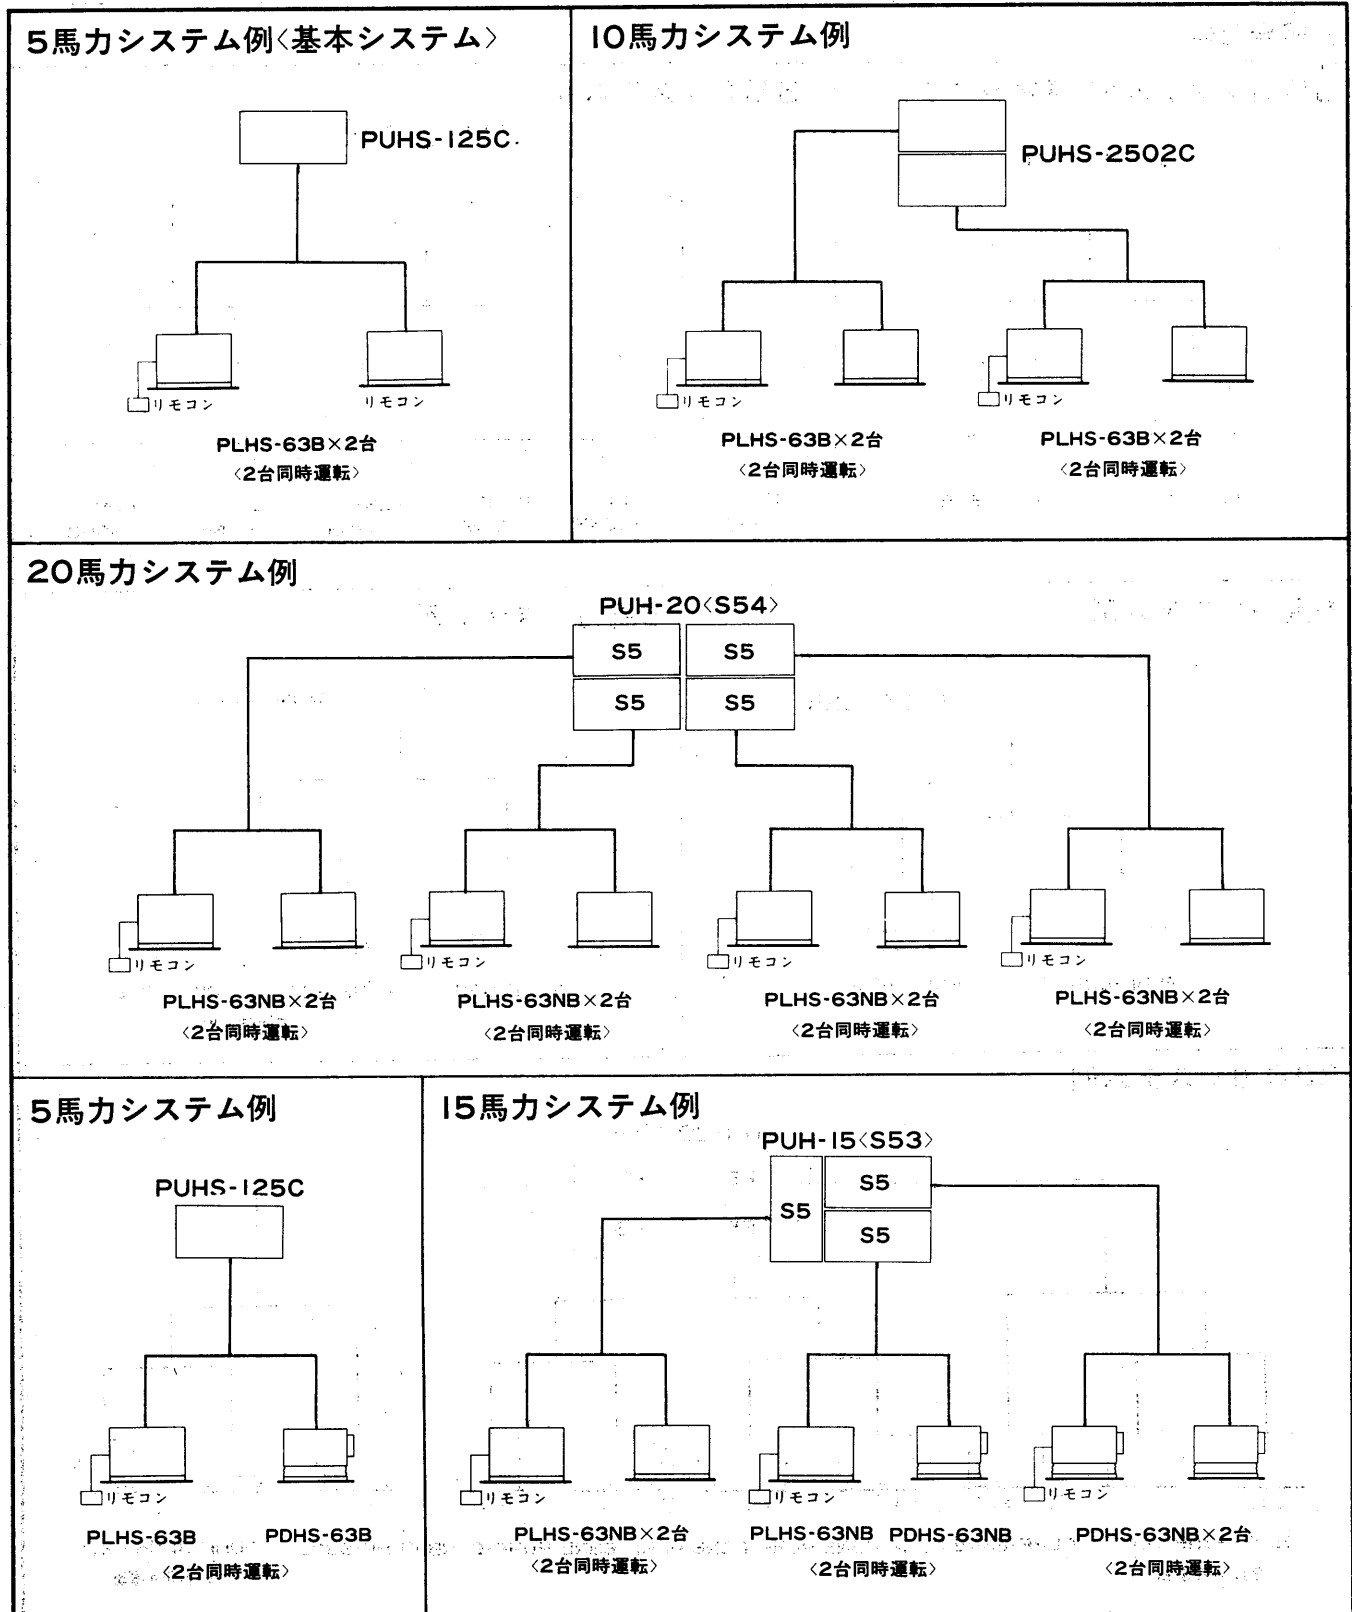 5馬力システム例〈基本システム〉
PUHS-125C
リモコン
リモコン
PLHS-63B×2台
〈2台同時運転〉
10馬力システム例
PUHS-2502C
リモコン
リモコン
PLHS-63B×2台
PLHS-63B×2台
〈2台同時運転〉
〈2台同時運転〉
20馬力システム例
PUH-20〈S54〉
S5
S5
S5
S5
リモコン
リモコン
リモコン
リモコン
PLHS-63NB×2台
PLHS-63NB×2台
PLHS-63NB×2台
PLHS-63NB×2台
〈2台同時運転〉
〈2台同時運転〉
〈2台同時運転〉
〈2台同時運転〉
5馬力システム例
PUHS-125C
リモコン
PLHS-63B
PDHS-63B
〈2台同時運転〉
15馬力システム例
PUH-15〈S53〉
S5
S5
S5
リモコン
リモコン
リモコン
PLHS-63NB×2台
PLHS-63NB
PDHS-63NB
PDHS-63NB×2台
〈2台同時運転〉
〈2台同時運転〉
〈2台同時運転〉